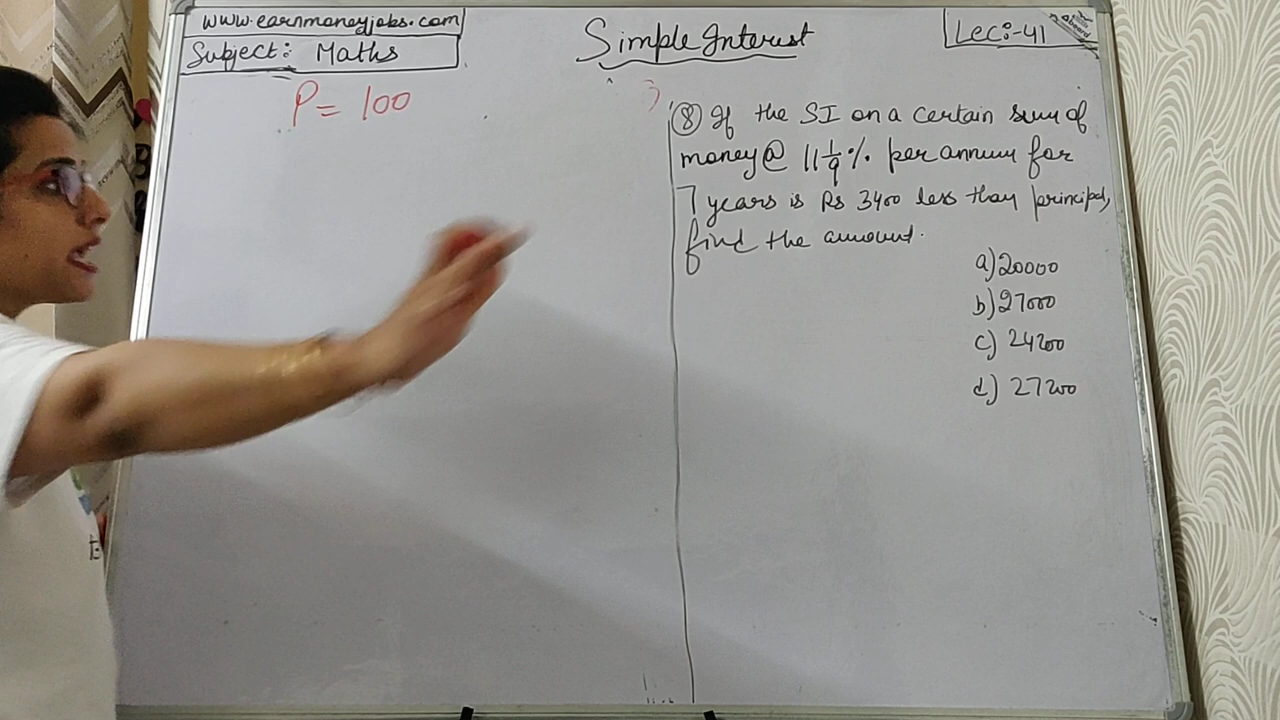 www.earnmoneyjobs.com
Subject: Maths
Simple Interest
Lec:-41
P = 100
⑧ If the SI on a certain sum of
money @ 11 1/9 % per annum for
7 years is Rs 3400 less than principal,
find the amount.
a) 20000
b) 27000
c) 24200
d) 27200